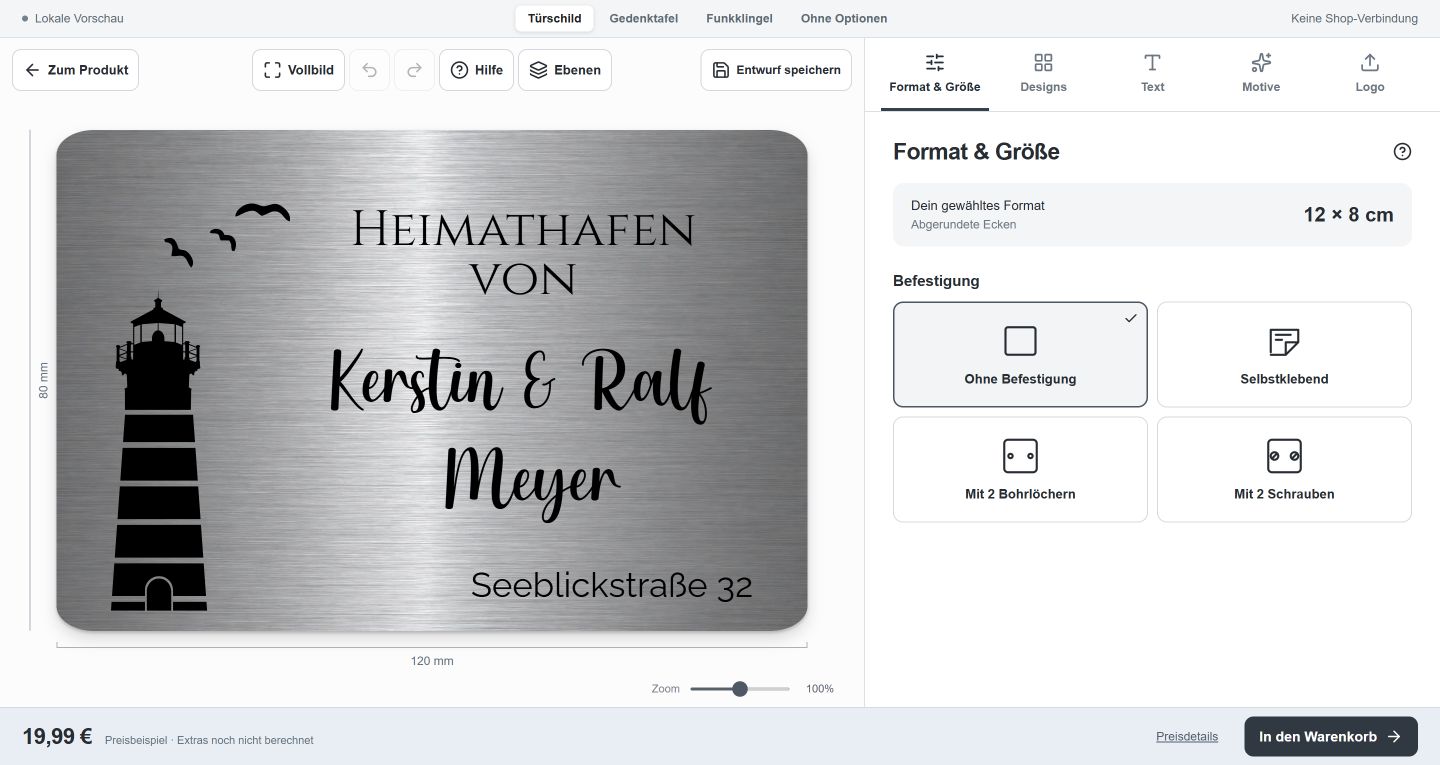 Lokale Vorschau
Türschild
Gedenktafel
Funkklingel
Ohne Optionen
Keine Shop-Verbindung
Zum Produkt
Vollbild
Hilfe
Ebenen
Entwurf speichern
Format & Größe
Designs
Text
Motive
Logo
Heimathafen
von
Kerstin & Ralf
Meyer
Seeblickstraße 32
80 mm
120 mm
Zoom
100%
Format & Größe
Dein gewähltes Format
Abgerundete Ecken
12 × 8 cm
Befestigung
Ohne Befestigung
Selbstklebend
Mit 2 Bohrlöchern
Mit 2 Schrauben
19,99 €
Preisbeispiel · Extras noch nicht berechnet
Preisdetails
In den Warenkorb